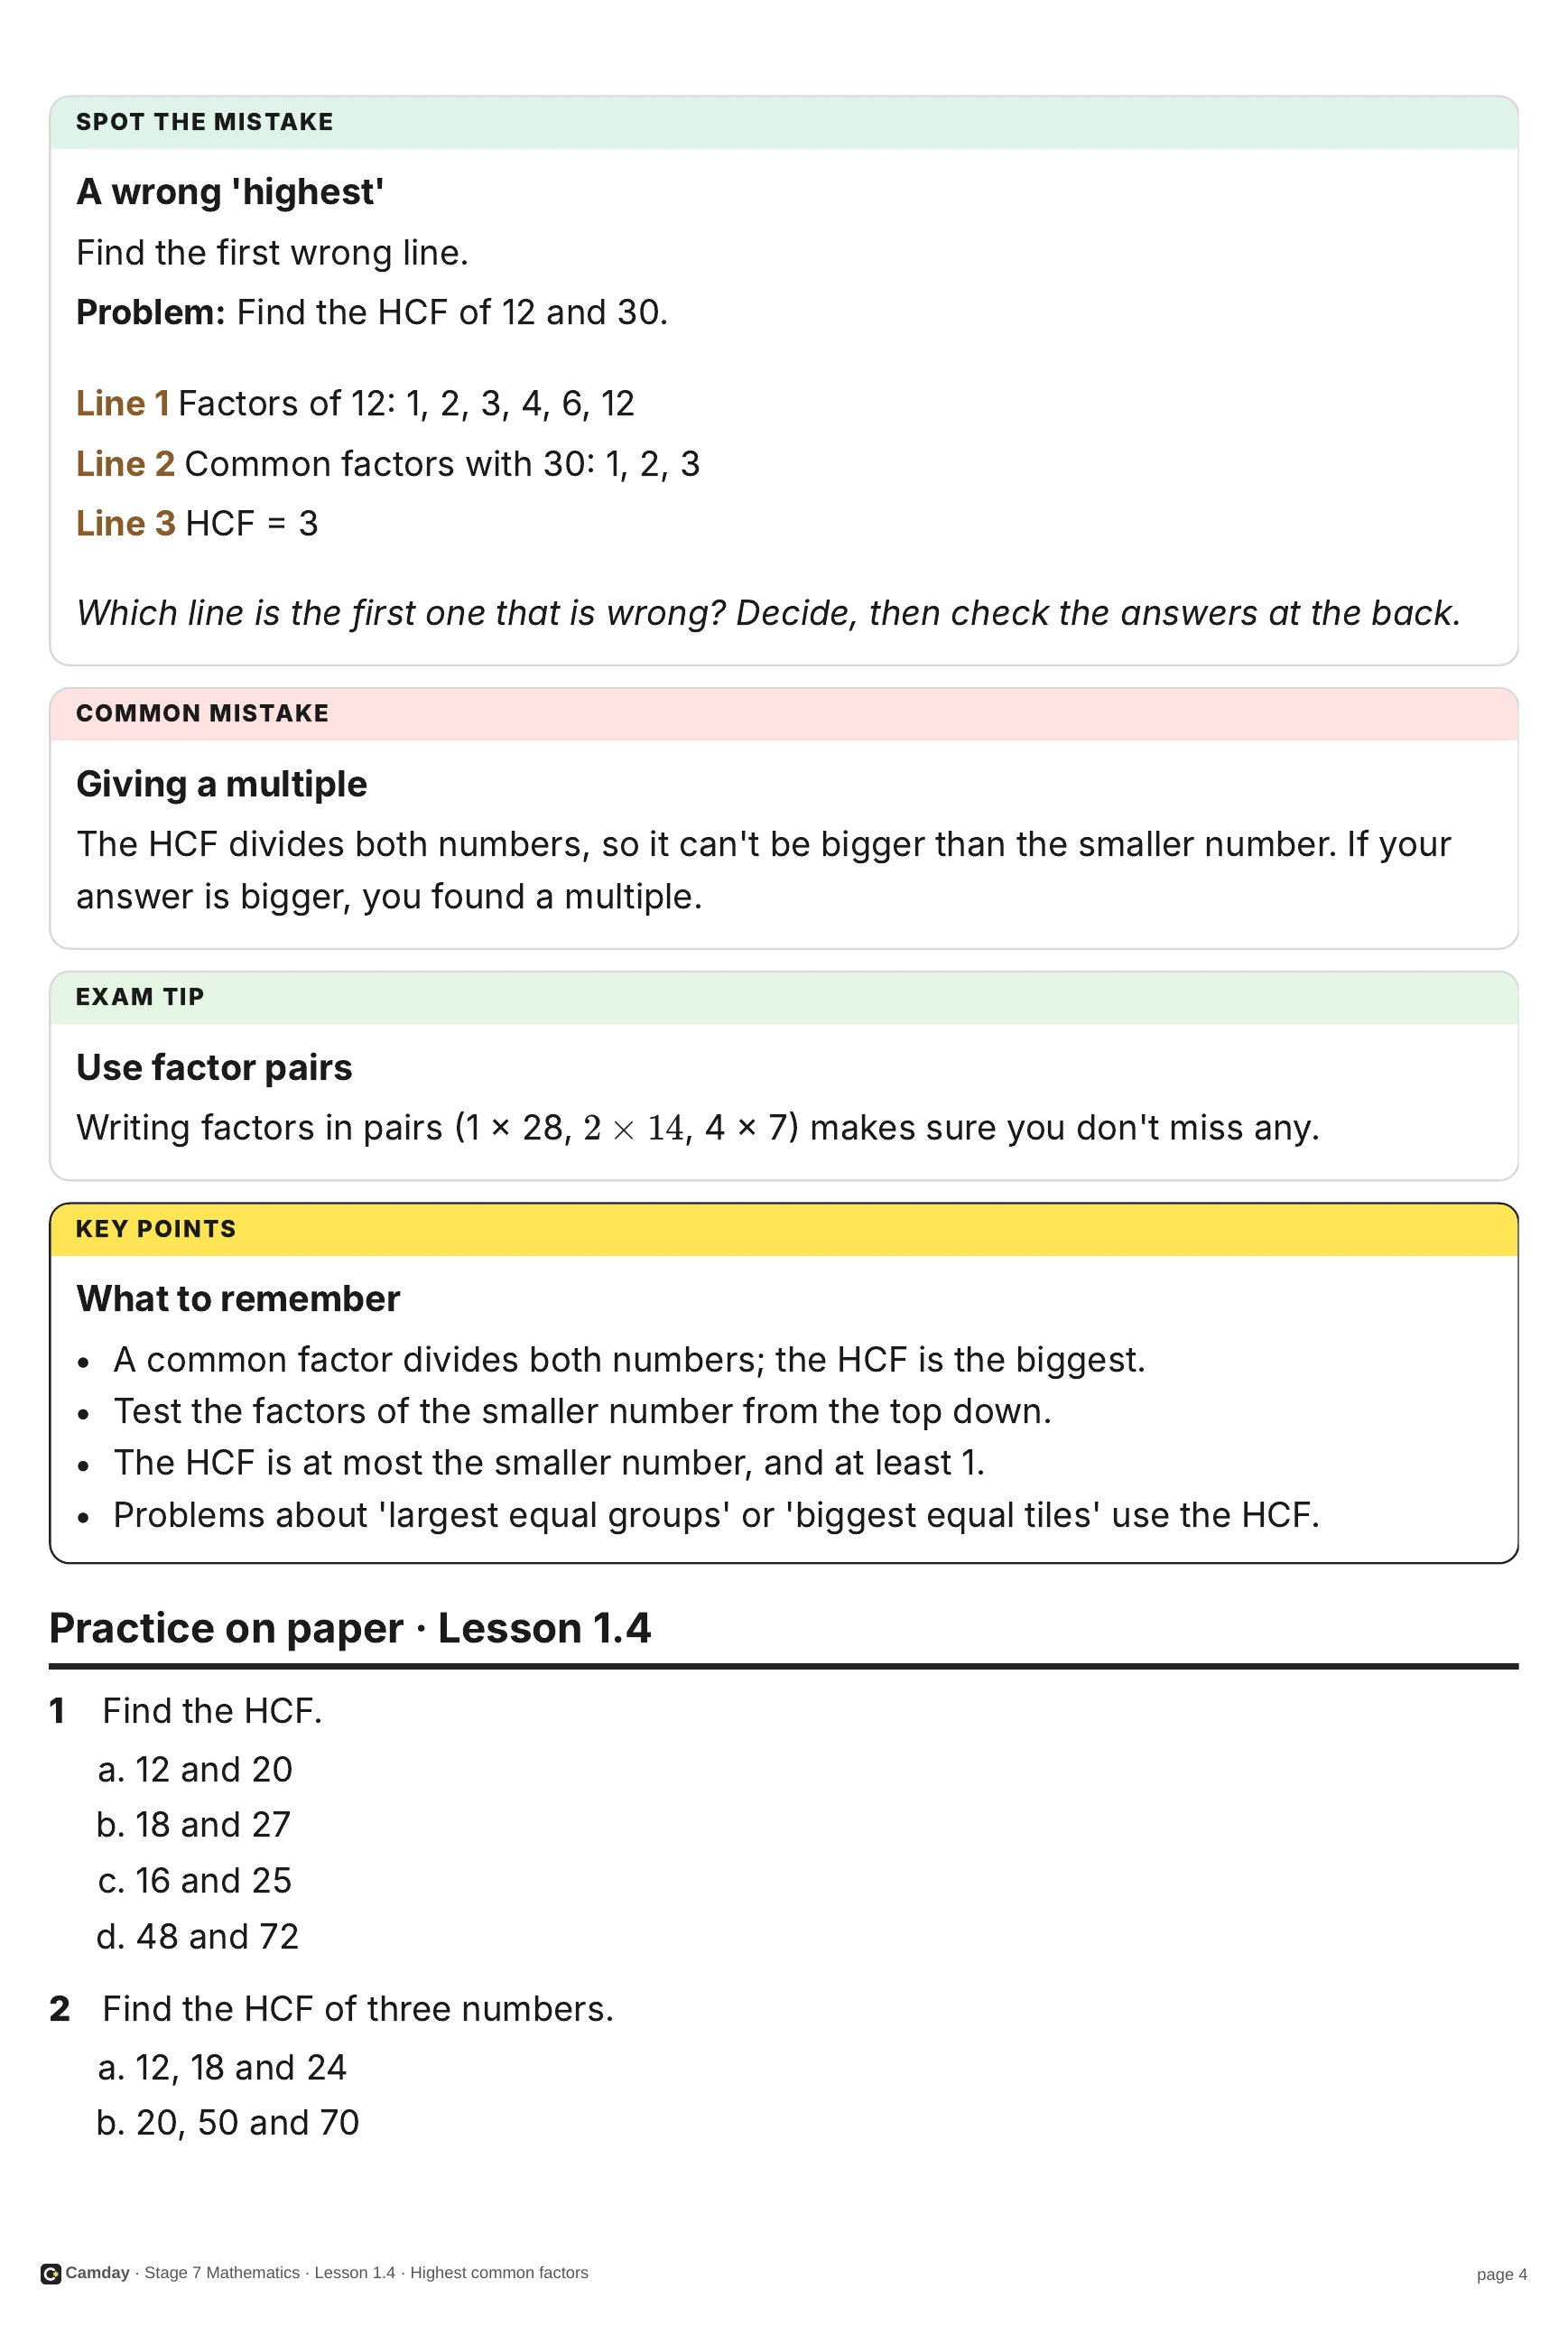 SPOT THE MISTAKE
A wrong 'highest'
Find the first wrong line.
Problem: Find the HCF of 12 and 30.
Line 1 Factors of 12: 1, 2, 3, 4, 6, 12
Line 2 Common factors with 30: 1, 2, 3
Line 3 HCF = 3
Which line is the first one that is wrong? Decide, then check the answers at the back.
COMMON MISTAKE
Giving a multiple
The HCF divides both numbers, so it can't be bigger than the smaller number. If your
answer is bigger, you found a multiple.
EXAM TIP
Use factor pairs
Writing factors in pairs (1 × 28, 2 × 14, 4 × 7) makes sure you don't miss any.
KEY POINTS
What to remember
• A common factor divides both numbers; the HCF is the biggest.
• Test the factors of the smaller number from the top down.
• The HCF is at most the smaller number, and at least 1.
• Problems about 'largest equal groups' or 'biggest equal tiles' use the HCF.
Practice on paper · Lesson 1.4
1 Find the HCF.
a. 12 and 20
b. 18 and 27
c. 16 and 25
d. 48 and 72
2 Find the HCF of three numbers.
a. 12, 18 and 24
b. 20, 50 and 70
Camday · Stage 7 Mathematics · Lesson 1.4 · Highest common factors page 4